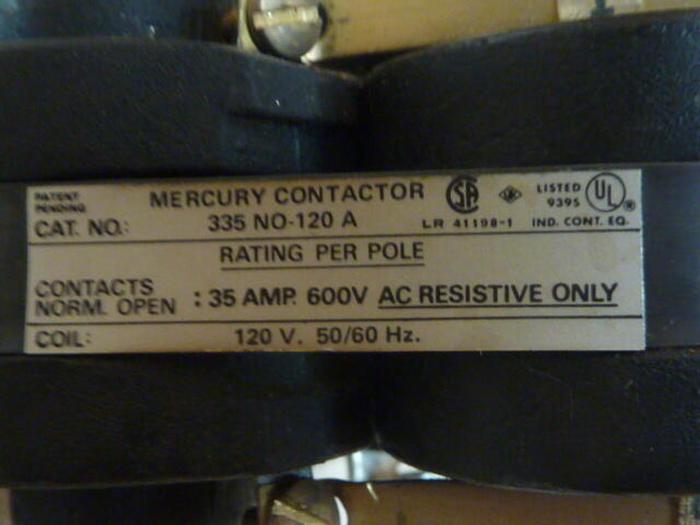 PATENT PENDING
MERCURY CONTACTOR
CAT. NO.: 335 NO-120 A
SA
LR 41198-1
LISTED
9395
UL
IND. CONT. EQ.
RATING PER POLE
CONTACTS
NORM. OPEN : 35 AMP. 600V AC RESISTIVE ONLY
COIL: 120 V. 50/60 Hz.